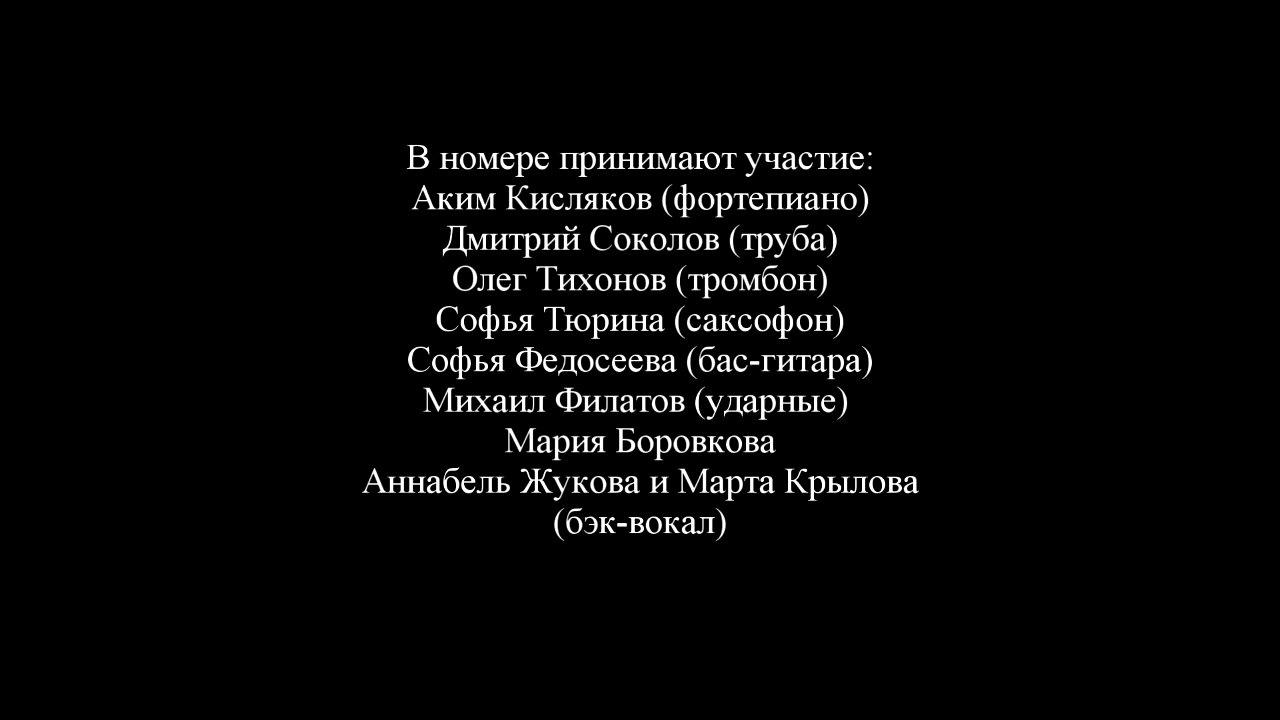 В номере принимают участие:
Аким Кисляков (фортепиано)
Дмитрий Соколов (труба)
Олег Тихонов (тромбон)
Софья Тюрина (саксофон)
Софья Федосеева (бас-гитара)
Михаил Филатов (ударные)
Мария Боровкова
Аннабель Жукова и Марта Крылова
(бэк-вокал)